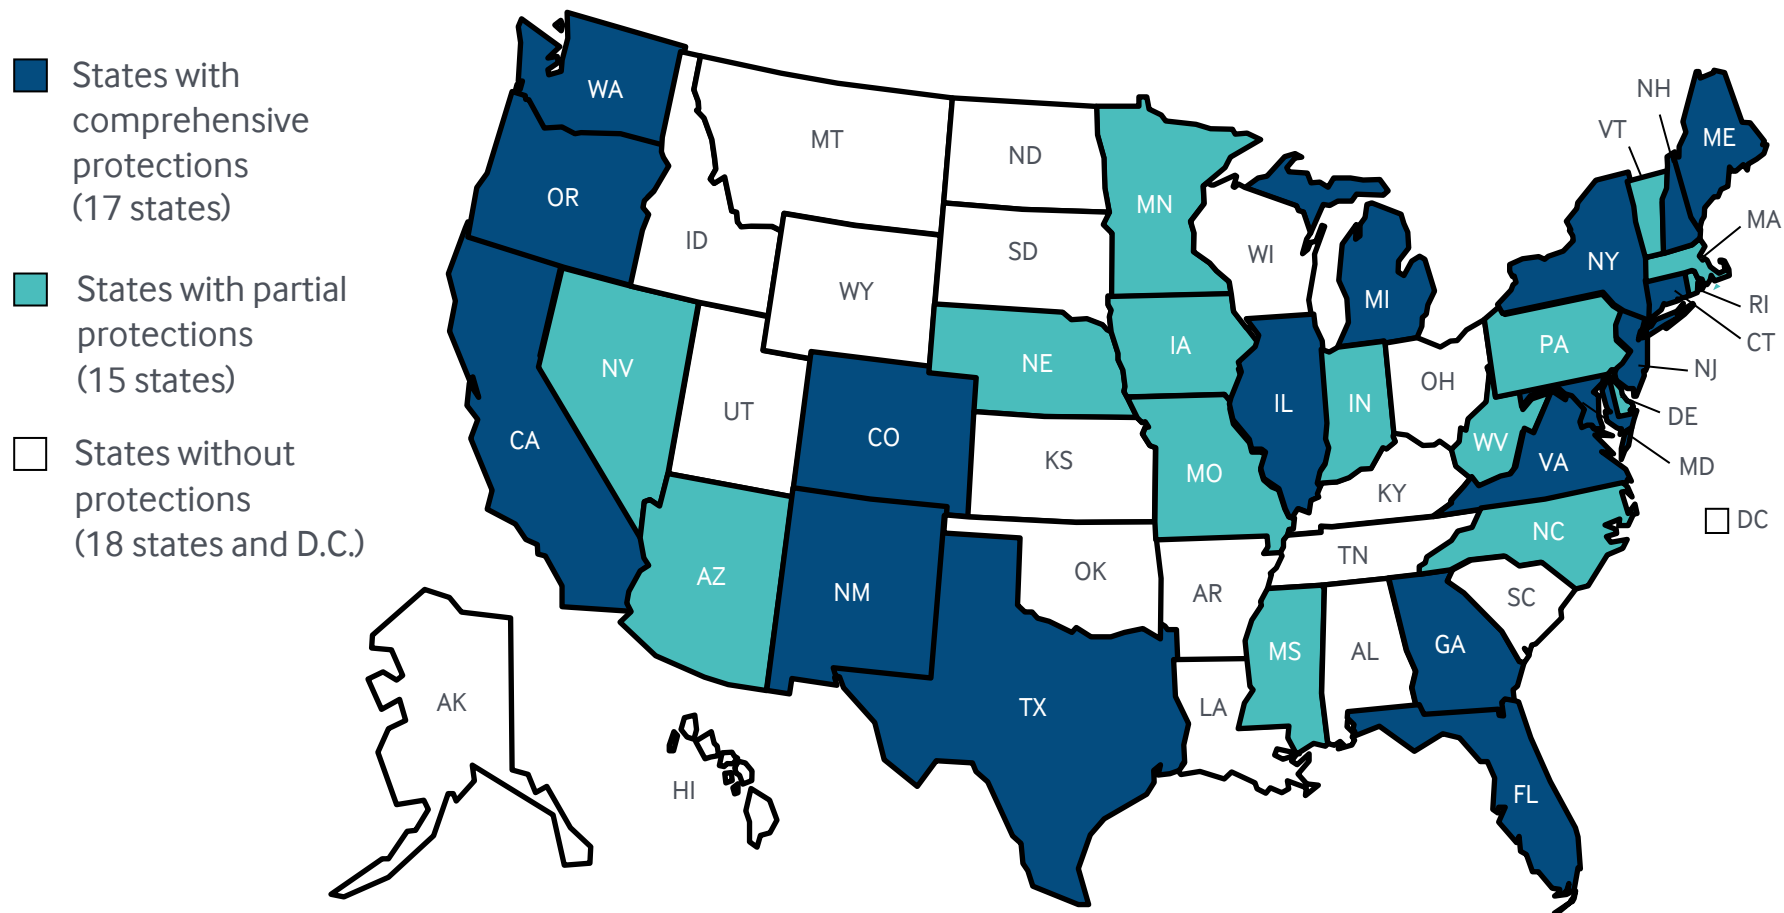 States with
comprehensive
protections
(17 states)
States with partial
protections
(15 states)
States without
protections
(18 states and D.C.)
WA
OR
CA
ID
NV
MT
WY
UT
AZ
CO
NM
ND
SD
NE
KS
OK
TX
MN
IA
MO
AR
LA
WI
IL
MS
MI
IN
KY
TN
AL
OH
WV
VA
NC
SC
GA
FL
PA
NY
VT
NH
ME
MA
RI
CT
NJ
DE
MD
DC
AK
HI